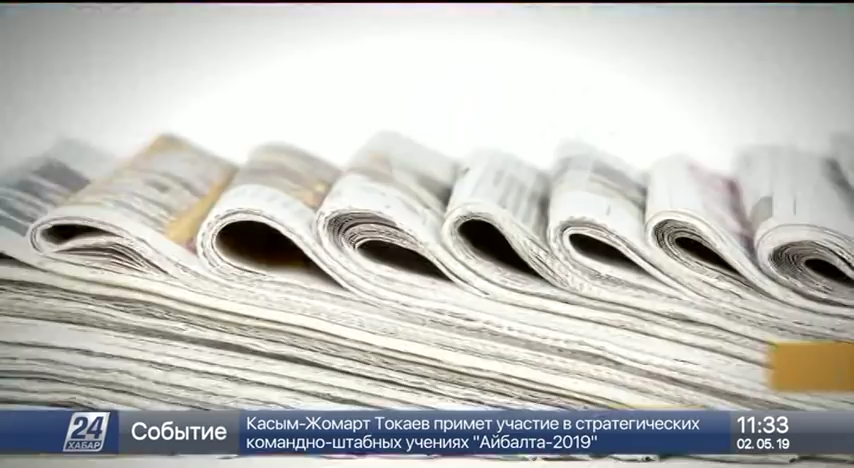 24
ХАБАР
Событие
Касым-Жомарт Токаев примет участие в стратегических
командно-штабных учениях "Айбалта-2019"
11:33
02.05.19